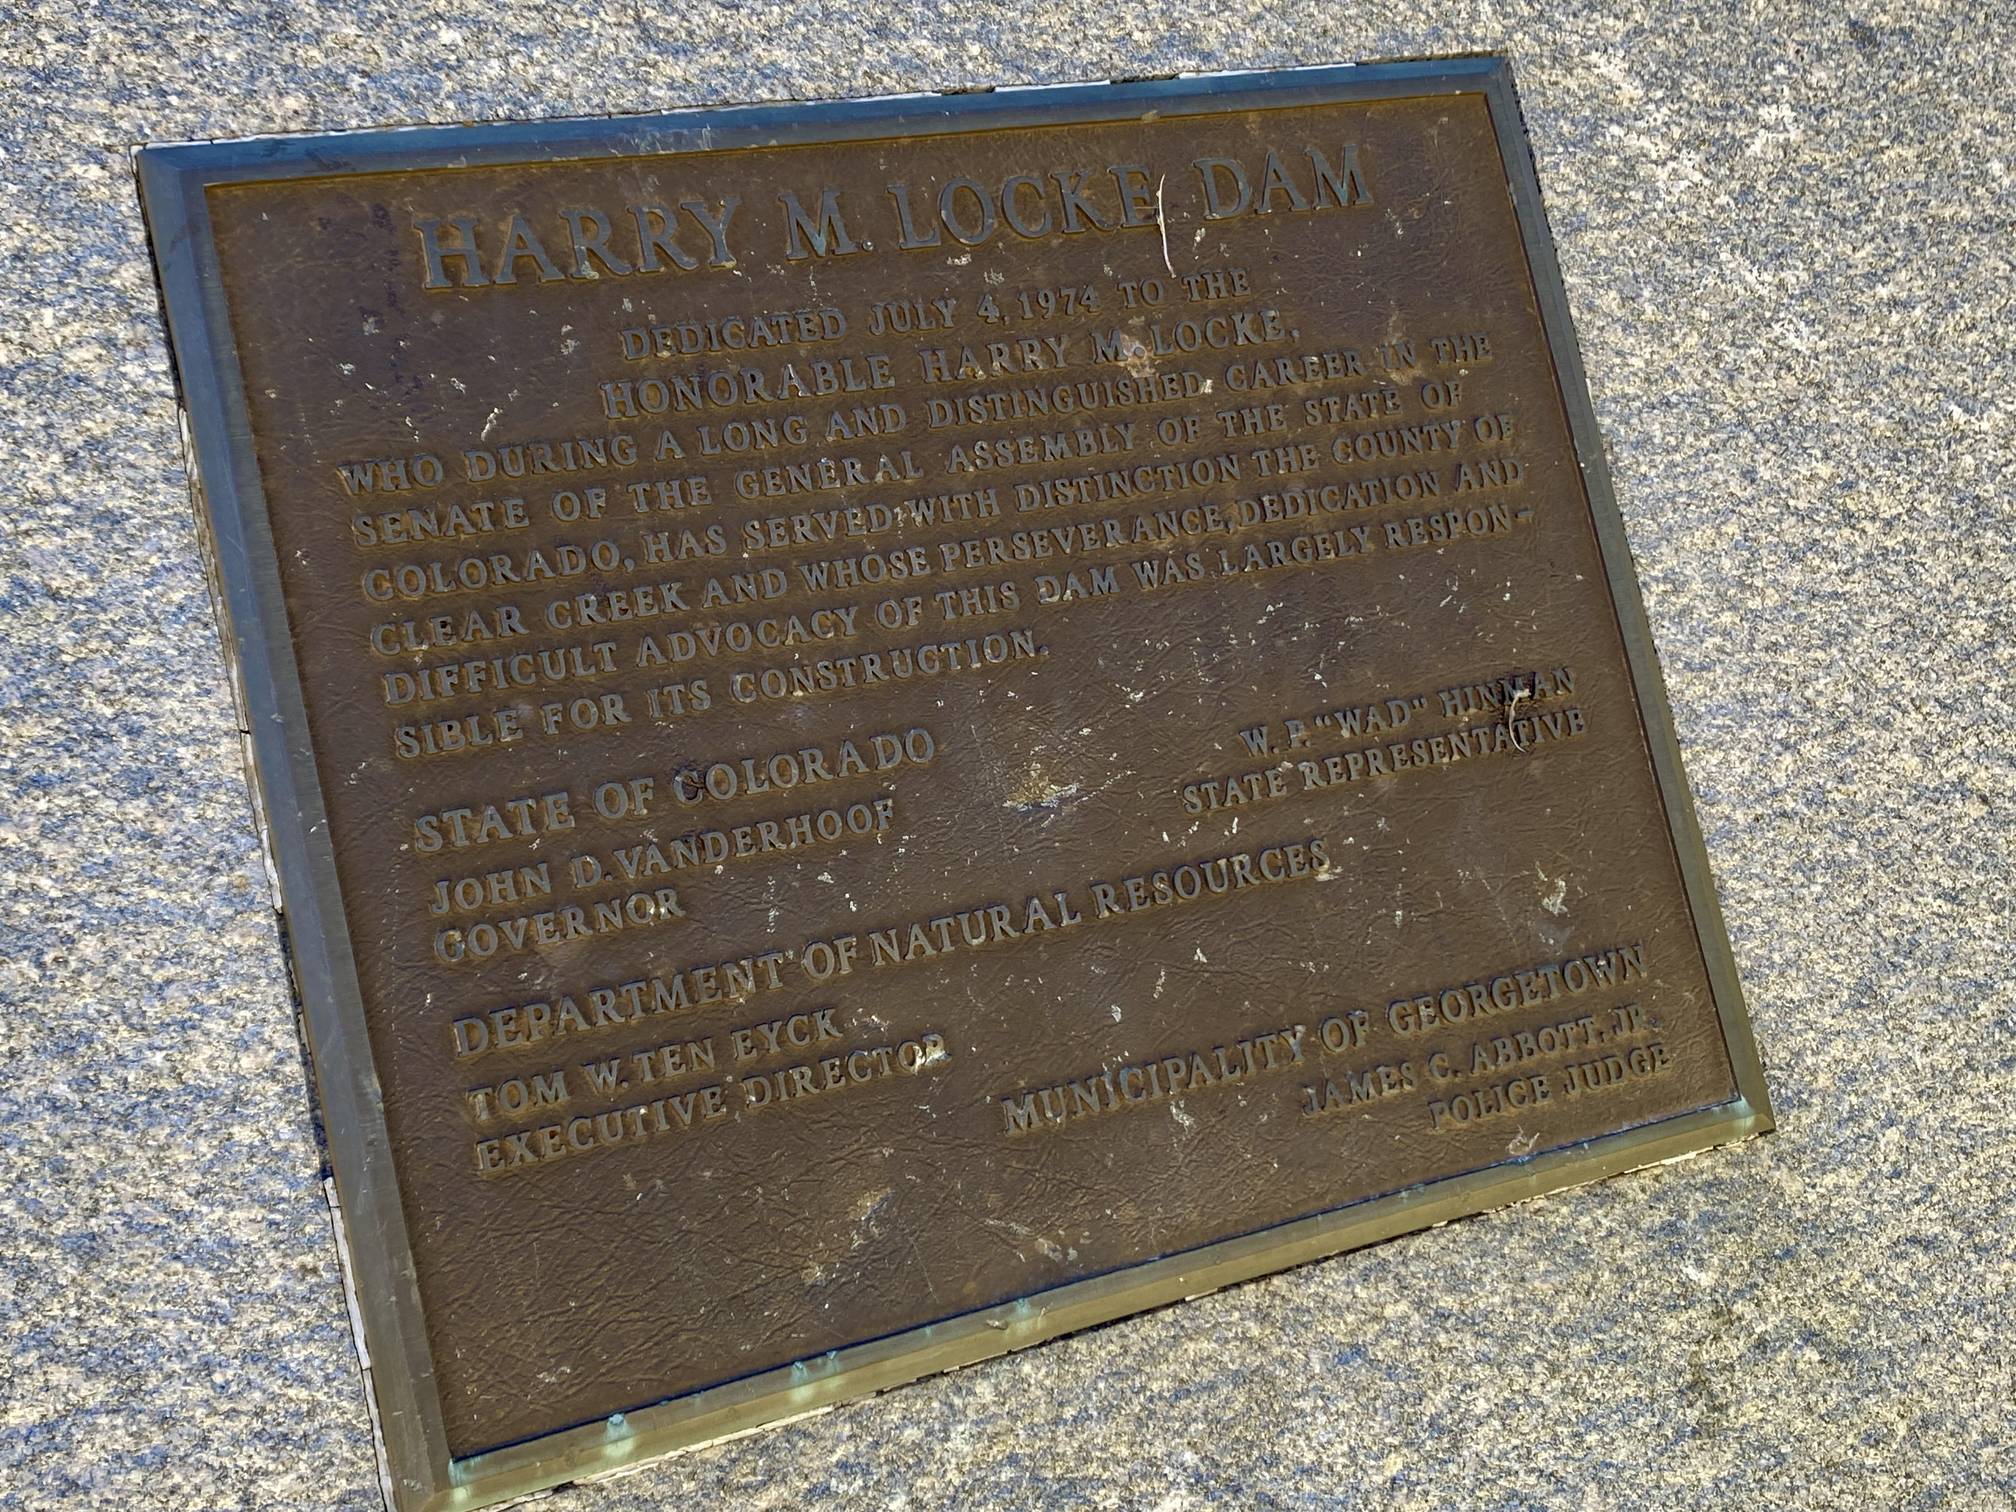 HARRY M. LOCKE DAM
DEDICATED JULY 4, 1974 TO THE
HONORABLE HARRY M. LOCKE,
WHO DURING A LONG AND DISTINGUISHED CAREER IN THE
SENATE OF THE GENERAL ASSEMBLY OF THE STATE OF
COLORADO, HAS SERVED WITH DISTINCTION THE COUNTY OF
CLEAR CREEK AND WHOSE PERSEVERANCE, DEDICATION AND
DIFFICULT ADVOCACY OF THIS DAM WAS LARGELY RESPON-
SIBLE FOR ITS CONSTRUCTION.
STATE OF COLORADO
JOHN D. VANDERHOOF
GOVERNOR
W. P. "WAD" HINMAN
STATE REPRESENTATIVE
DEPARTMENT OF NATURAL RESOURCES
TOM W. TEN EYCK
EXECUTIVE DIRECTOR
MUNICIPALITY OF GEORGETOWN
JAMES C. ABBOTT, JR.
POLICE JUDGE